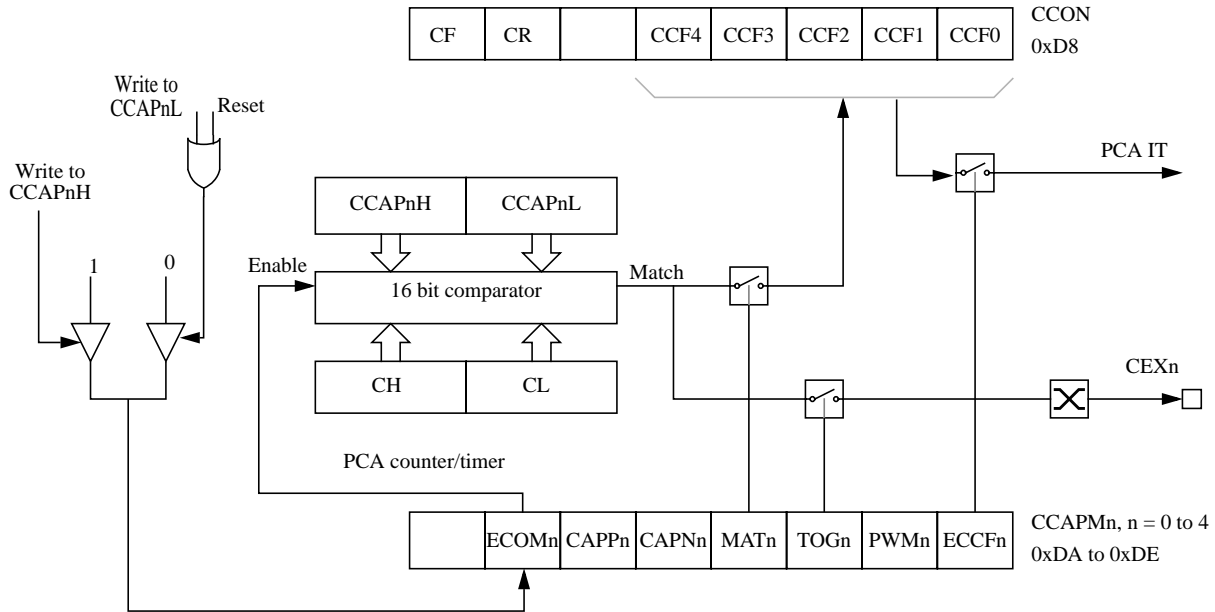 CF CR CCF4 CCF3 CCF2 CCF1 CCF0
CCON
0xD8
Write to
CCAPnL
Reset
Write to
CCAPnH
PCA IT
CCAPnH CCAPnL
1 0
Enable
16 bit comparator
Match
CH CL
CEXn
PCA counter/timer
ECOMn CAPPn CAPNn MATn TOGn PWMn ECCFn
CCAPMn, n = 0 to 4
0xDA to 0xDE